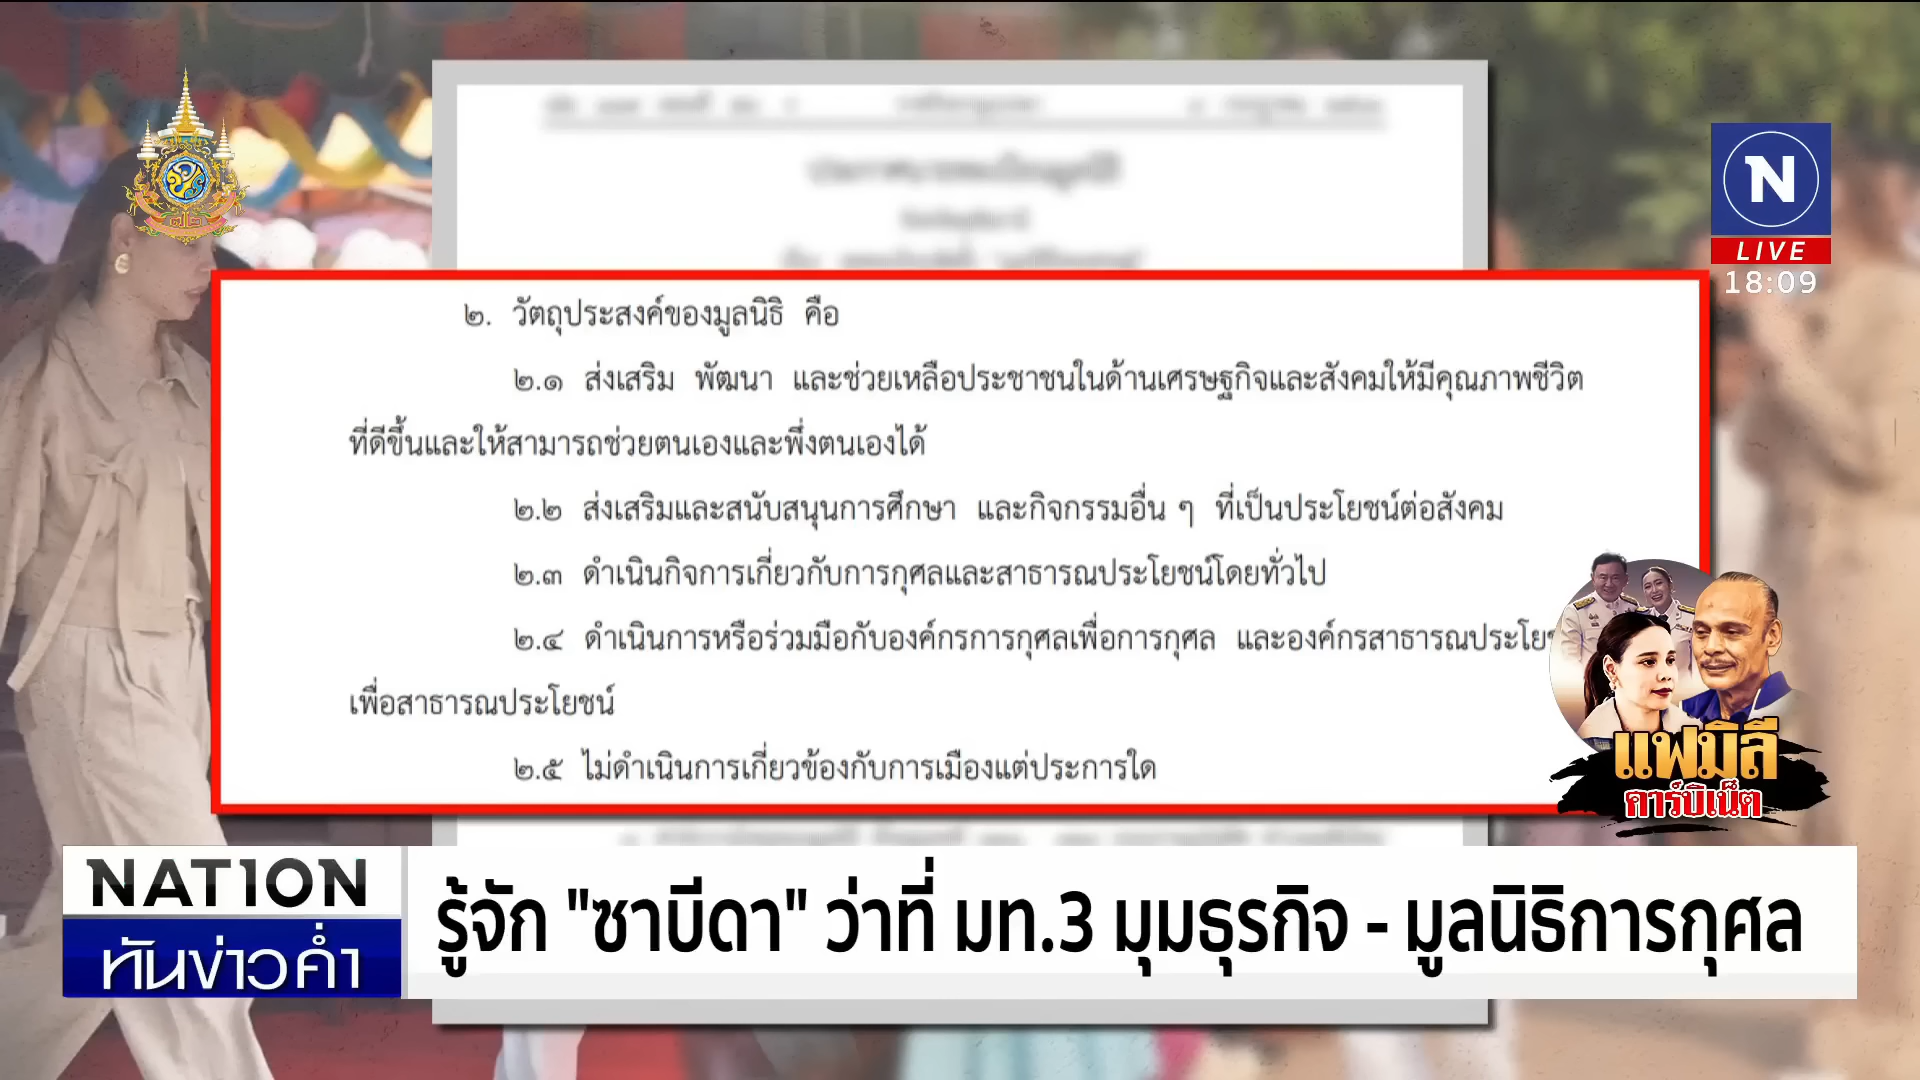 N
LIVE
18:09
๗๒
๒. วัตถุประสงค์ของมูลนิธิ คือ
๒.๑ ส่งเสริม พัฒนา และช่วยเหลือประชาชนในด้านเศรษฐกิจและสังคมให้มีคุณภาพชีวิต
ที่ดีขึ้นและให้สามารถช่วยตนเองและพึ่งตนเองได้
๒.๒ ส่งเสริมและสนับสนุนการศึกษา และกิจกรรมอื่น ๆ ที่เป็นประโยชน์ต่อสังคม
๒.๓ ดำเนินกิจการเกี่ยวกับการกุศลและสาธารณประโยชน์โดยทั่วไป
๒.๔ ดำเนินการหรือร่วมมือกับองค์กรการกุศลเพื่อการกุศล และองค์กรสาธารณประโย
เพื่อสาธารณประโยชน์
๒.๕ ไม่ดำเนินการเกี่ยวข้องกับการเมืองแต่ประการใด
แฟมิลี
คาร์บิเน็ต
NATION
ทันข่าวค่ำ
รู้จัก "ซาบีดา" ว่าที่ มท.3 มุมธุรกิจ - มูลนิธิการกุศล